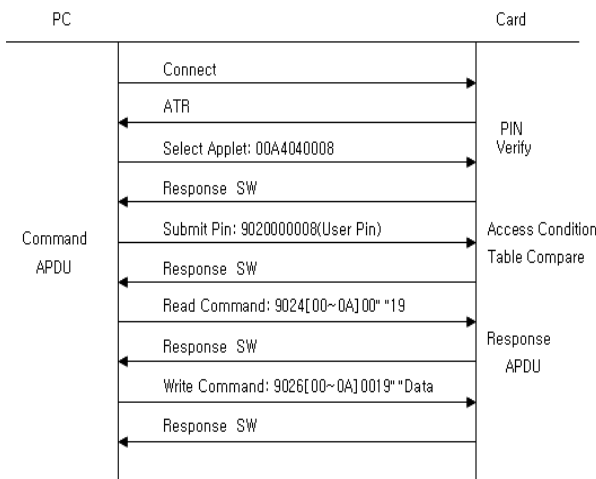 PC
Card
Connect
ATR
PIN
Verify
Select Applet: 00A4040008
Response SW
Submit Pin: 9020000008(User Pin)
Access Condition
Table Compare
Command
APDU
Response SW
Read Command: 9024[00~0A]00" "19
Response SW
Response
APDU
Write Command: 9026[00~0A]0019" "Data
Response SW